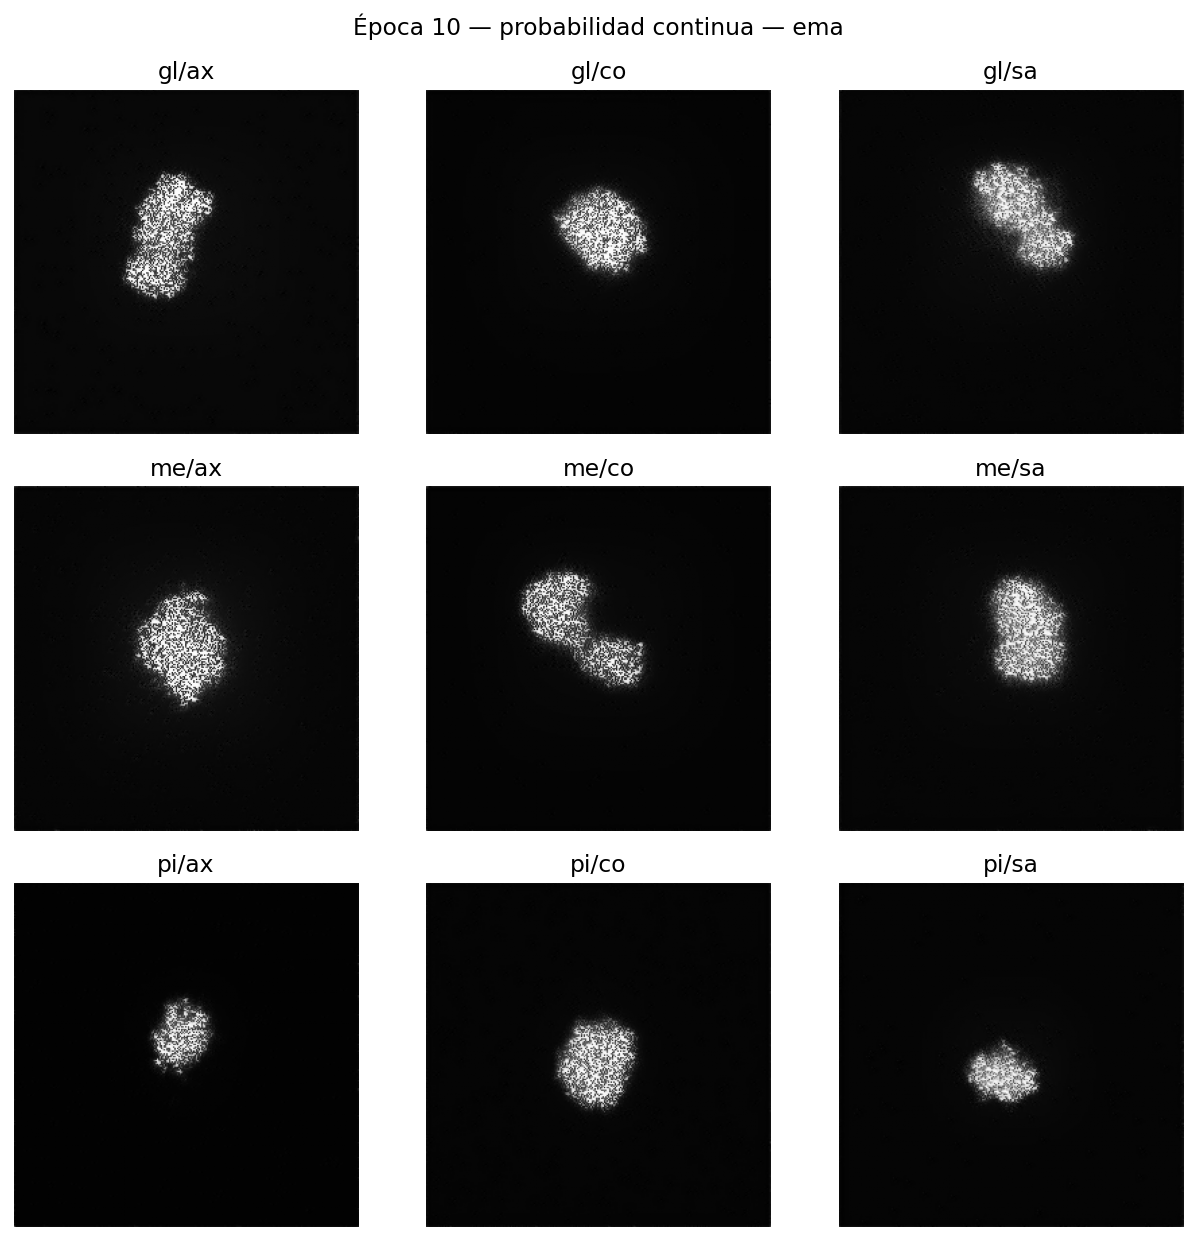 Época 10 — probabilidad continua — ema
gl/ax
gl/co
gl/sa
me/ax
me/co
me/sa
pi/ax
pi/co
pi/sa